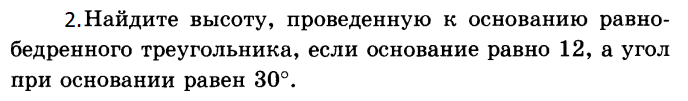 2.Найдите высоту, проведенную к основанию равно-
бедренного треугольника, если основание равно 12, а угол
при основании равен 30°.